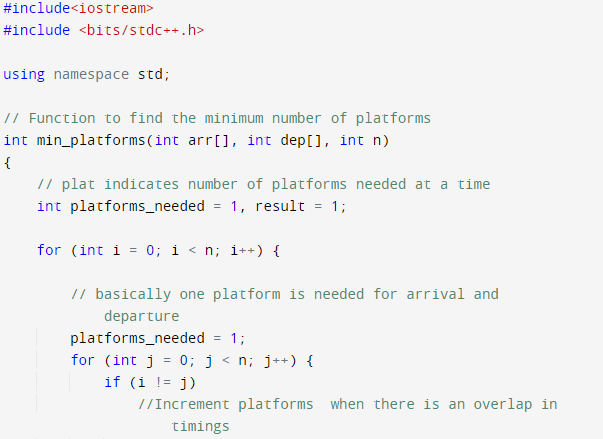 #include<iostream>
#include <bits/stdc++.h>
using namespace std;
// Function to find the minimum number of platforms
int min_platforms(int arr[], int dep[], int n)
{
// plat indicates number of platforms needed at a time
int platforms_needed = 1, result = 1;
for (int i = 0; i < n; i++) {
// basically one platform is needed for arrival and
departure
platforms_needed = 1;
for (int j = 0; j < n; j++) {
if (i != j)
//Increment platforms  when there is an overlap in
timings